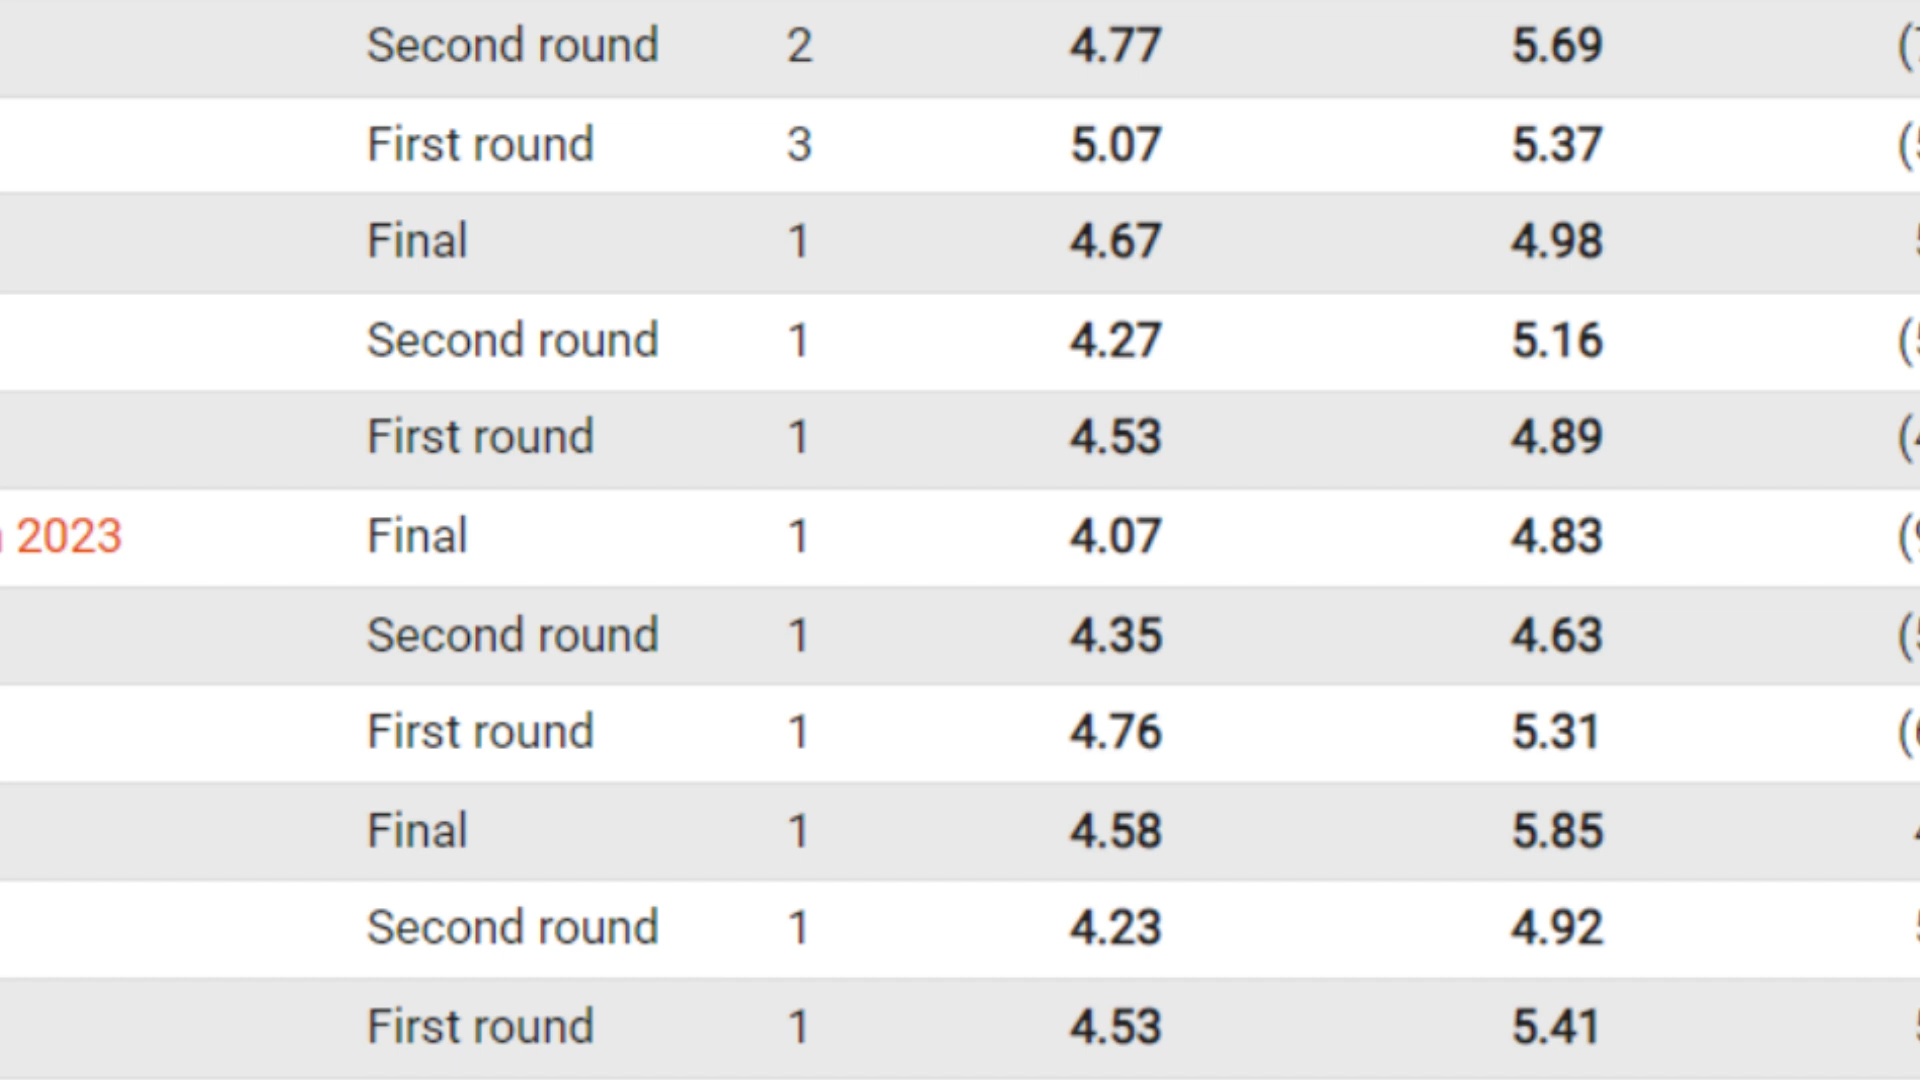 Second round 2 4.77 5.69
First round 3 5.07 5.37
Final 1 4.67 4.98
Second round 1 4.27 5.16
First round 1 4.53 4.89
2023 Final 1 4.07 4.83
Second round 1 4.35 4.63
First round 1 4.76 5.31
Final 1 4.58 5.85
Second round 1 4.23 4.92
First round 1 4.53 5.41